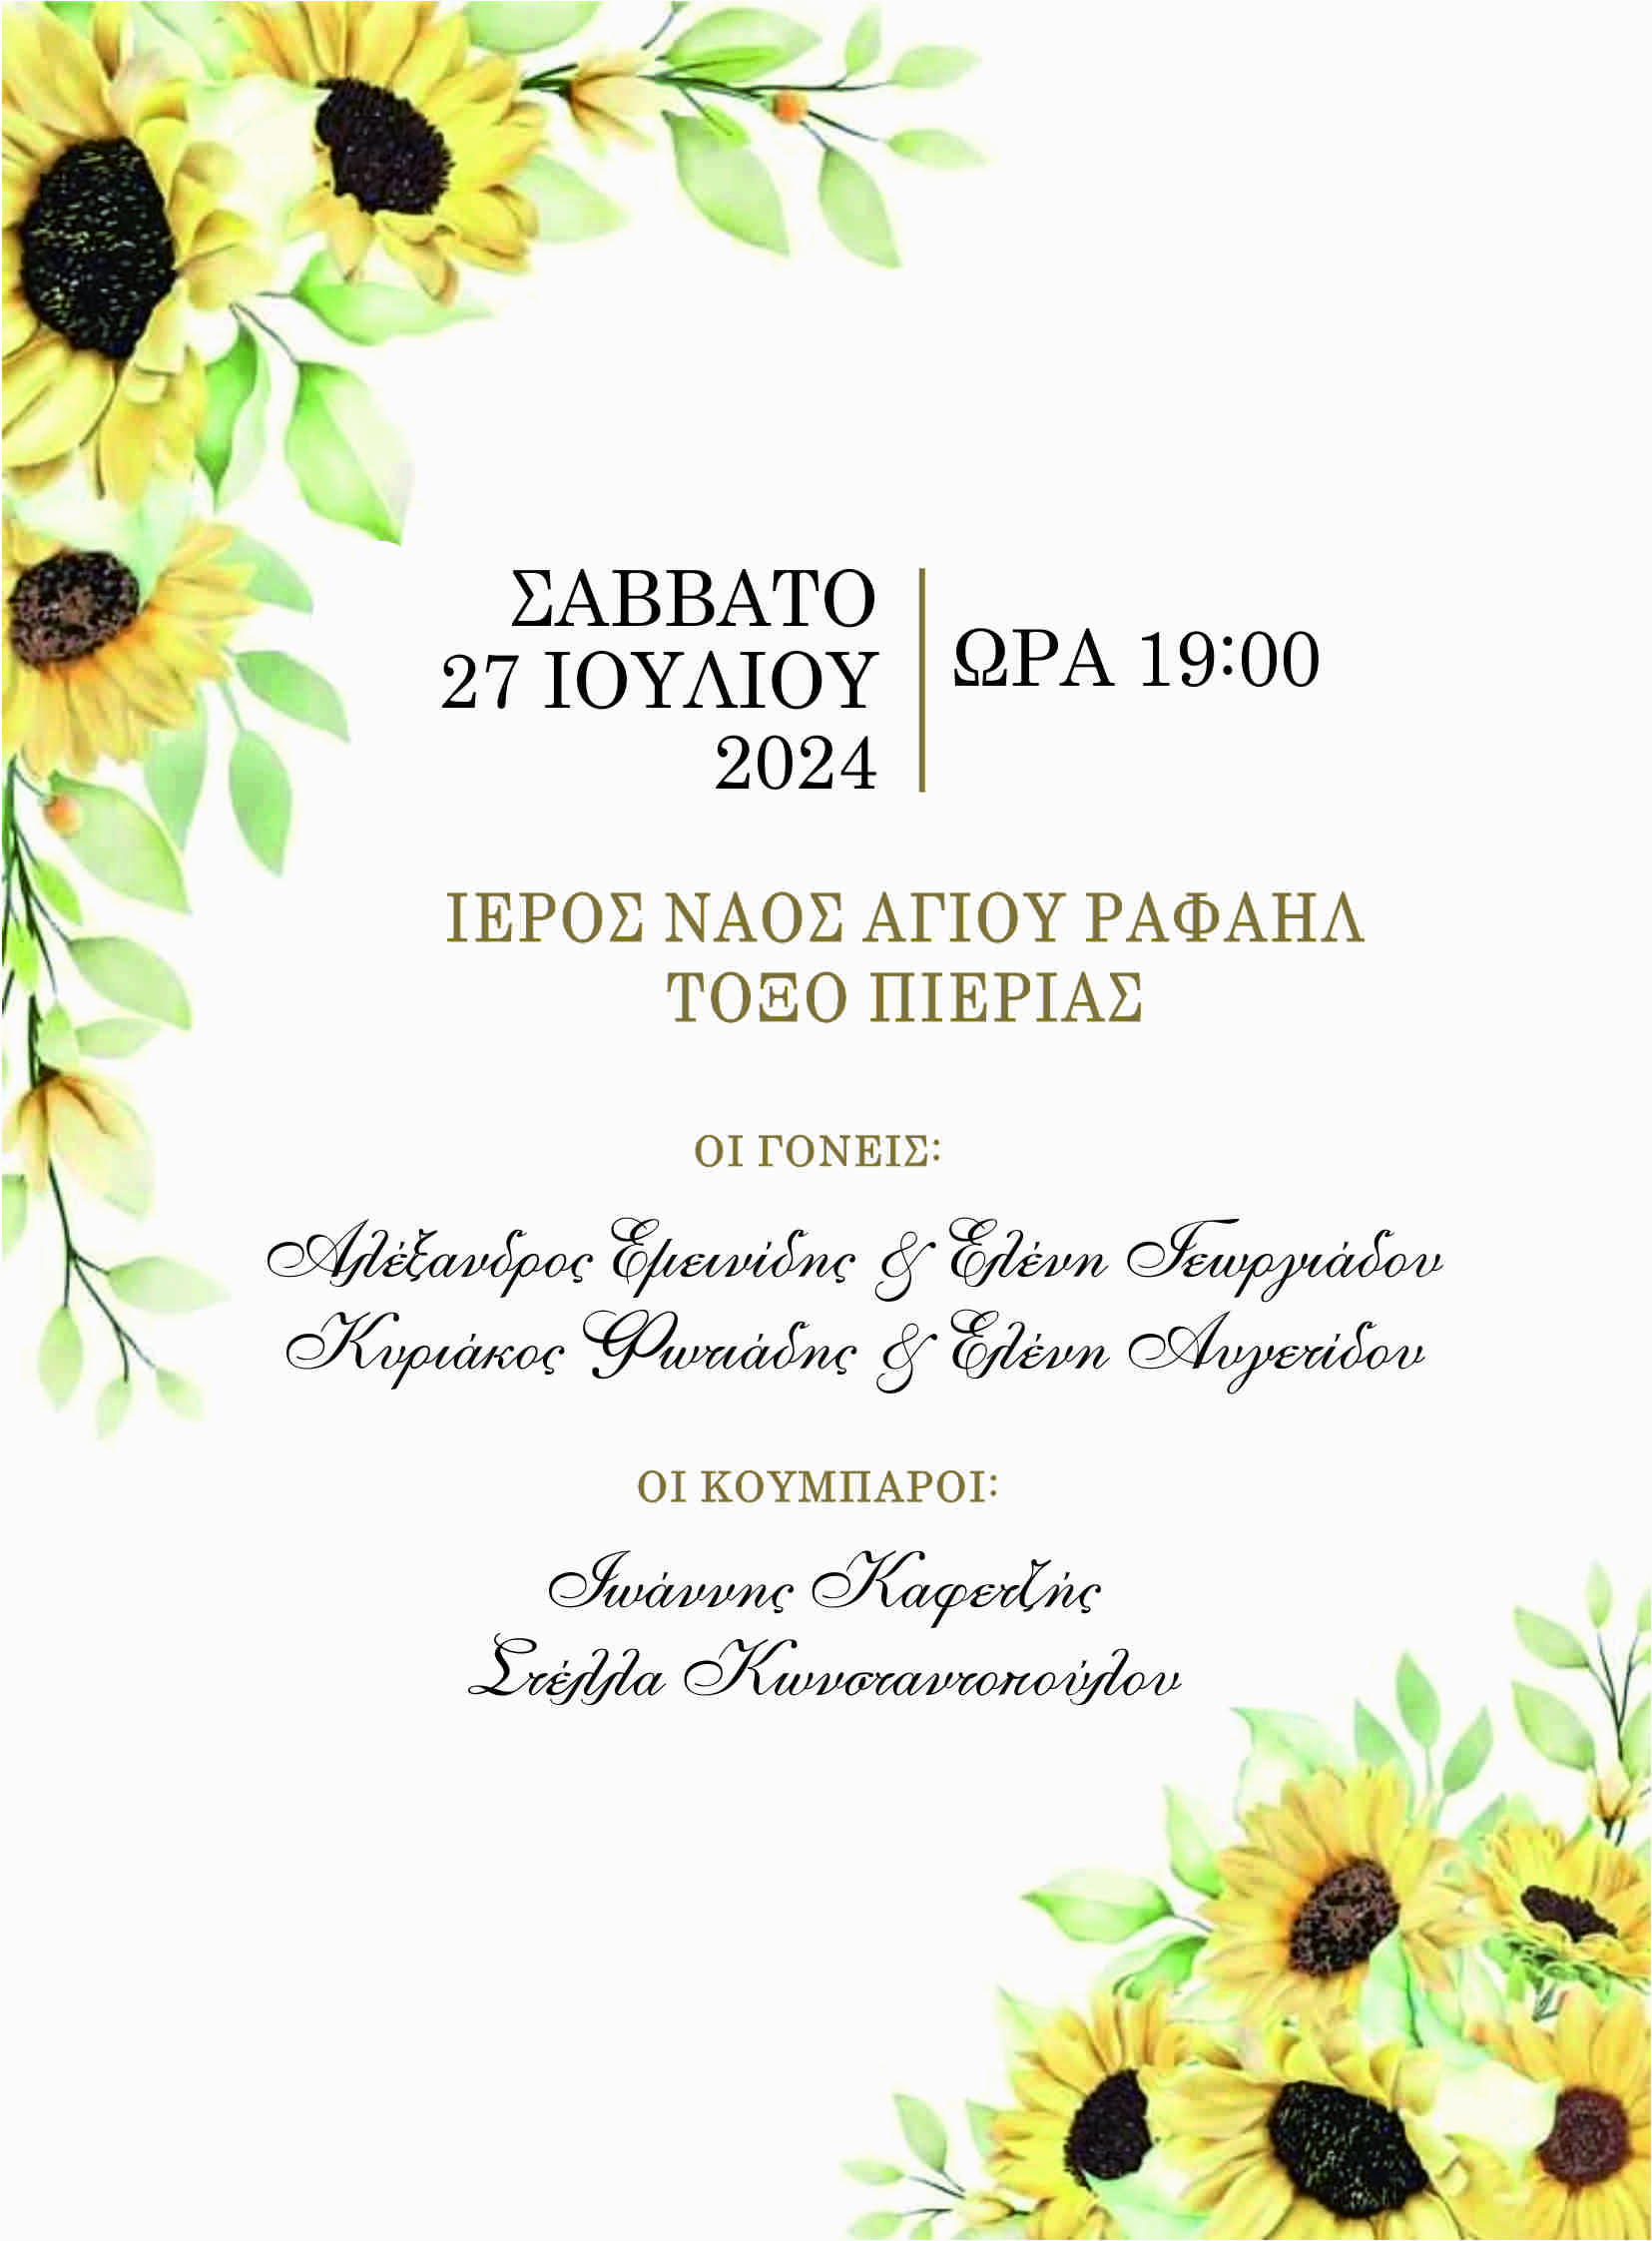 ΣΑΒΒΑΤΟ
27 ΙΟΥΛΙΟΥ
2024
ΩΡΑ 19:00
ΙΕΡΟΣ ΝΑΟΣ ΑΓΙΟΥ ΡΑΦΑΗΛ
ΤΟΞΟ ΠΙΕΡΙΑΣ
ΟΙ ΓΟΝΕΙΣ:
Αλέξανδρος Εμεινίδης & Ελένη Γεωργιάδου
Κυριάκος Φωτιάδης & Ελένη Αυγετίδου
ΟΙ ΚΟΥΜΠΑΡΟΙ:
Ιωάννης Καφετζής
Στέλλα Κωνσταντοπούλου